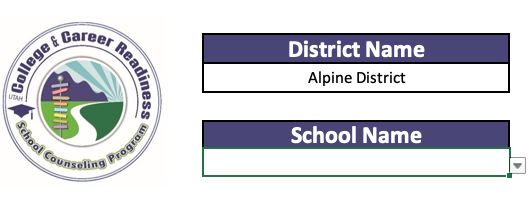 College & Career Readiness
UTAH
School Counseling Program
District Name
Alpine District
School Name